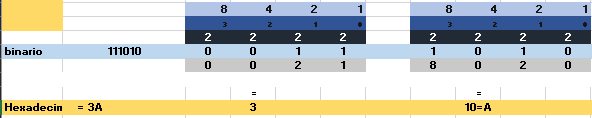 8 4 2 1 8 4 2 1
3 2 1 0 3 2 1 0
2 2 2 2 2 2 2 2
binario 111010 0 0 1 1 1 0 1 0
0 0 2 1 8 0 2 0
= =
Hexadecin = 3A 3 10=A